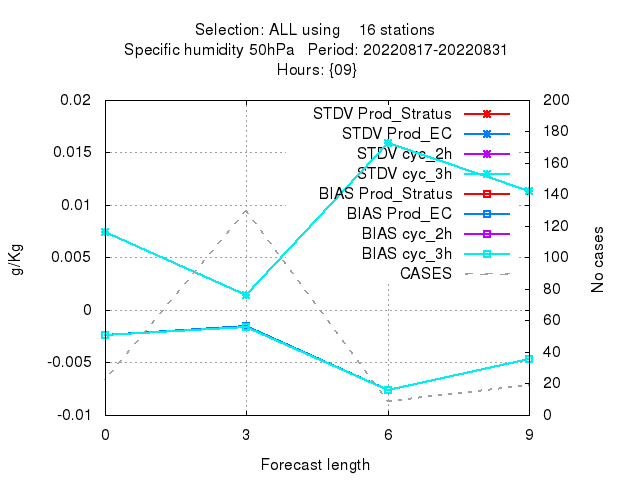 Selection: ALL using 16 stations
Specific humidity 50hPa Period: 20220817-20220831
Hours: {09}
0.02
0.015
0.01
0.005
0
-0.005
-0.01
g/Kg
STDV Prod_Stratus
STDV Prod_EC
STDV cyc_2h
STDV cyc_3h
BIAS Prod_Stratus
BIAS Prod_EC
BIAS cyc_2h
BIAS cyc_3h
CASES
200
180
160
140
120
100
80
60
40
20
0
No cases
0 3 6 9
Forecast length